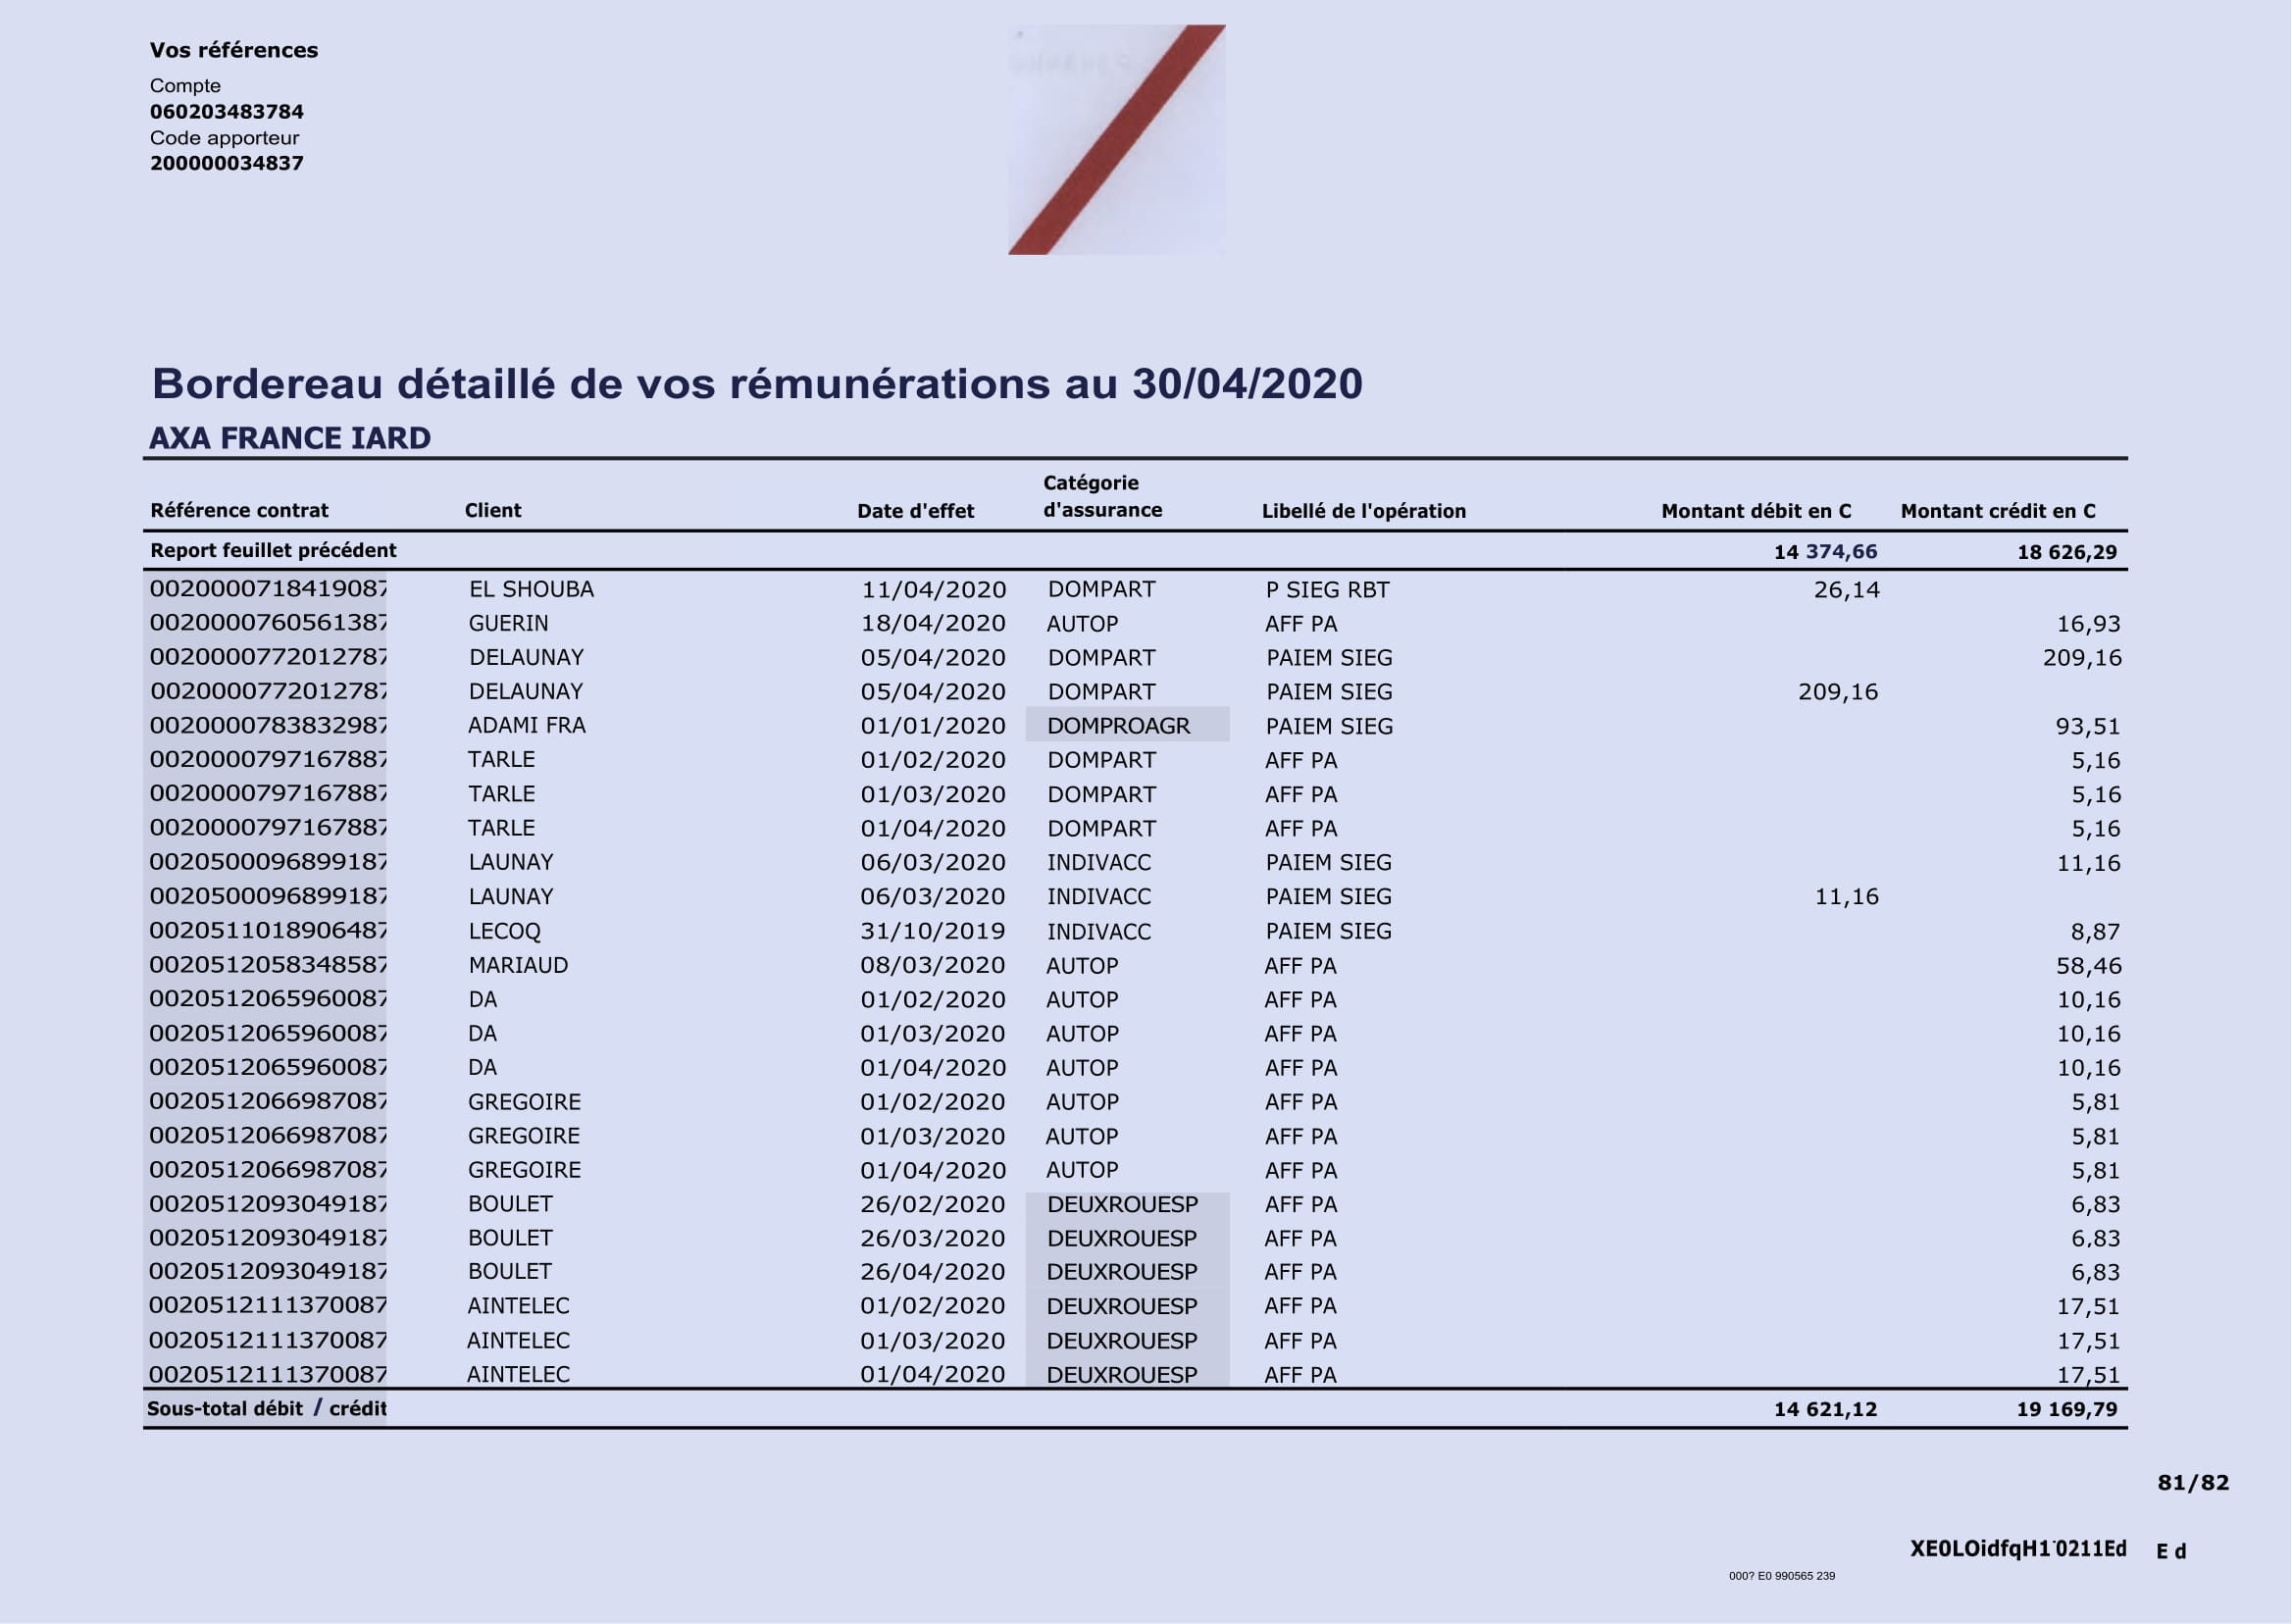 Vos références
Compte
060203483784
Code apporteur
200000034837
Bordereau détaillé de vos rémunérations au 30/04/2020
AXA FRANCE IARD
Référence contrat Client Date d'effet Catégorie d'assurance Libellé de l'opération Montant débit en C Montant crédit en C
Report feuillet précédent 14 374,66 18 626,29
0020000718419087 EL SHOUBA 11/04/2020 DOMPART P SIEG RBT 26,14
0020000760561387 GUERIN 18/04/2020 AUTOP AFF PA 16,93
0020000772012787 DELAUNAY 05/04/2020 DOMPART PAIEM SIEG 209,16
0020000772012787 DELAUNAY 05/04/2020 DOMPART PAIEM SIEG 209,16
0020000783832987 ADAMI FRA 01/01/2020 DOMPROAGR PAIEM SIEG 93,51
0020000797167887 TARLE 01/02/2020 DOMPART AFF PA 5,16
0020000797167887 TARLE 01/03/2020 DOMPART AFF PA 5,16
0020000797167887 TARLE 01/04/2020 DOMPART AFF PA 5,16
0020500096899187 LAUNAY 06/03/2020 INDIVACC PAIEM SIEG 11,16
0020500096899187 LAUNAY 06/03/2020 INDIVACC PAIEM SIEG 11,16
0020511018906487 LECOQ 31/10/2019 INDIVACC PAIEM SIEG 8,87
0020512058348587 MARIAUD 08/03/2020 AUTOP AFF PA 58,46
0020512065960087 DA 01/02/2020 AUTOP AFF PA 10,16
0020512065960087 DA 01/03/2020 AUTOP AFF PA 10,16
0020512065960087 DA 01/04/2020 AUTOP AFF PA 10,16
0020512066987087 GREGOIRE 01/02/2020 AUTOP AFF PA 5,81
0020512066987087 GREGOIRE 01/03/2020 AUTOP AFF PA 5,81
0020512066987087 GREGOIRE 01/04/2020 AUTOP AFF PA 5,81
0020512093049187 BOULET 26/02/2020 DEUXROUESP AFF PA 6,83
0020512093049187 BOULET 26/03/2020 DEUXROUESP AFF PA 6,83
0020512093049187 BOULET 26/04/2020 DEUXROUESP AFF PA 6,83
0020512111370087 AINTELEC 01/02/2020 DEUXROUESP AFF PA 17,51
0020512111370087 AINTELEC 01/03/2020 DEUXROUESP AFF PA 17,51
0020512111370087 AINTELEC 01/04/2020 DEUXROUESP AFF PA 17,51
Sous-total débit / crédit 14 621,12 19 169,79
81/82
E d
000? E0 990565 239